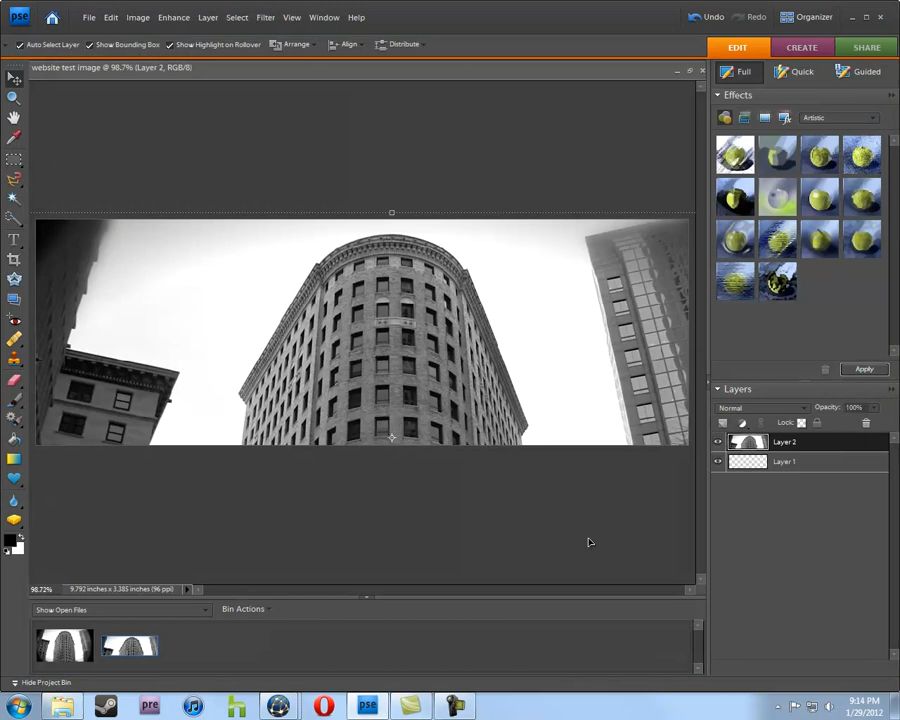 pse File Edit Image Enhance Layer Select Filter View Window Help Undo Redo Organizer
Auto Select Layer Show Bounding Box Show Highlight on Rollover Arrange Align Distribute EDIT CREATE SHARE
website test image @ 98.7% (Layer 2, RGB/8)
Full Quick Guided
Effects
Artistic
Apply
Layers
Normal Opacity: 100%
Lock:
Layer 2
Layer 1
98.72% 9.792 inches x 3.385 inches (96 ppi)
Show Open Files Bin Actions
Hide Project Bin
pre h pse
9:14 PM
1/29/2012